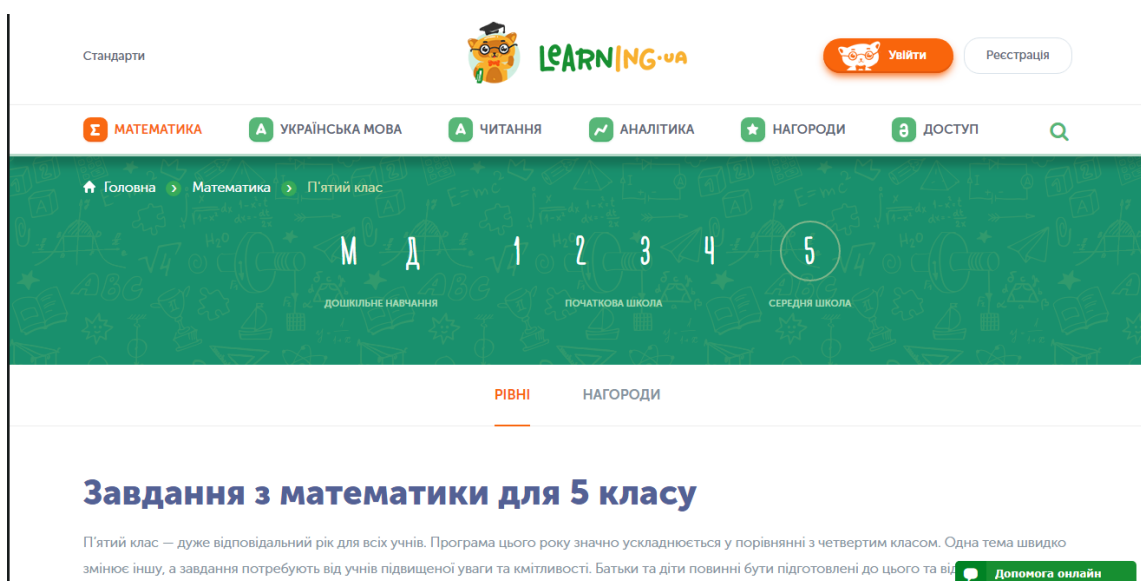 Стандарти
LEARNING.UA
Увійти
Реєстрація
МАТЕМАТИКА
УКРАЇНСЬКА МОВА
ЧИТАННЯ
АНАЛІТИКА
НАГОРОДИ
ДОСТУП
Головна
Математика
П'ятий клас
М Д 1 2 3 4 5
ДОШКІЛЬНЕ НАВЧАННЯ
ПОЧАТКОВА ШКОЛА
СЕРЕДНЯ ШКОЛА
РІВНІ
НАГОРОДИ
Завдання з математики для 5 класу
П'ятий клас — дуже відповідальний рік для всіх учнів. Програма цього року значно ускладнюється у порівнянні з четвертим класом. Одна тема швидко
змінює іншу, а завдання потребують від учнів підвищеної уваги та кмітливості. Батьки та діти повинні бути підготовлені до цього та
Допомога онлайн